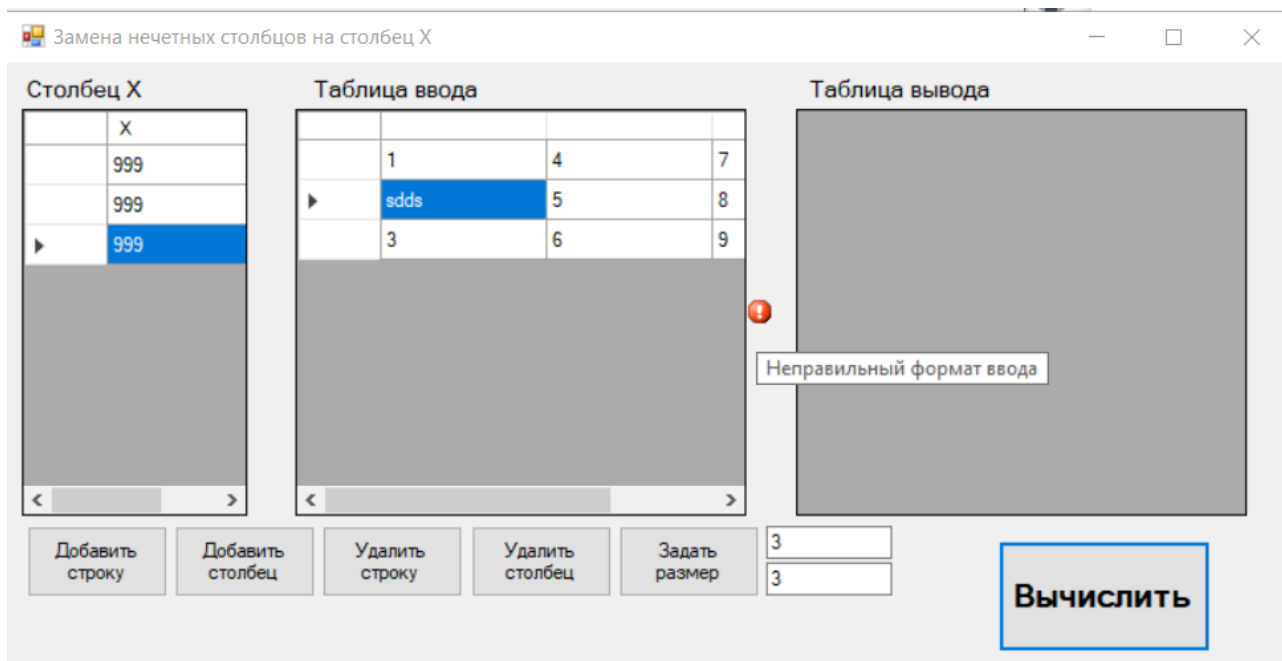 Замена нечетных столбцов на столбец X
Столбец X
Таблица ввода
Таблица вывода
X
999
999
999
1 4 7
sdds 5 8
3 6 9
Неправильный формат ввода
Добавить
строку
Добавить
столбец
Удалить
строку
Удалить
столбец
Задать
размер
3
3
Вычислить